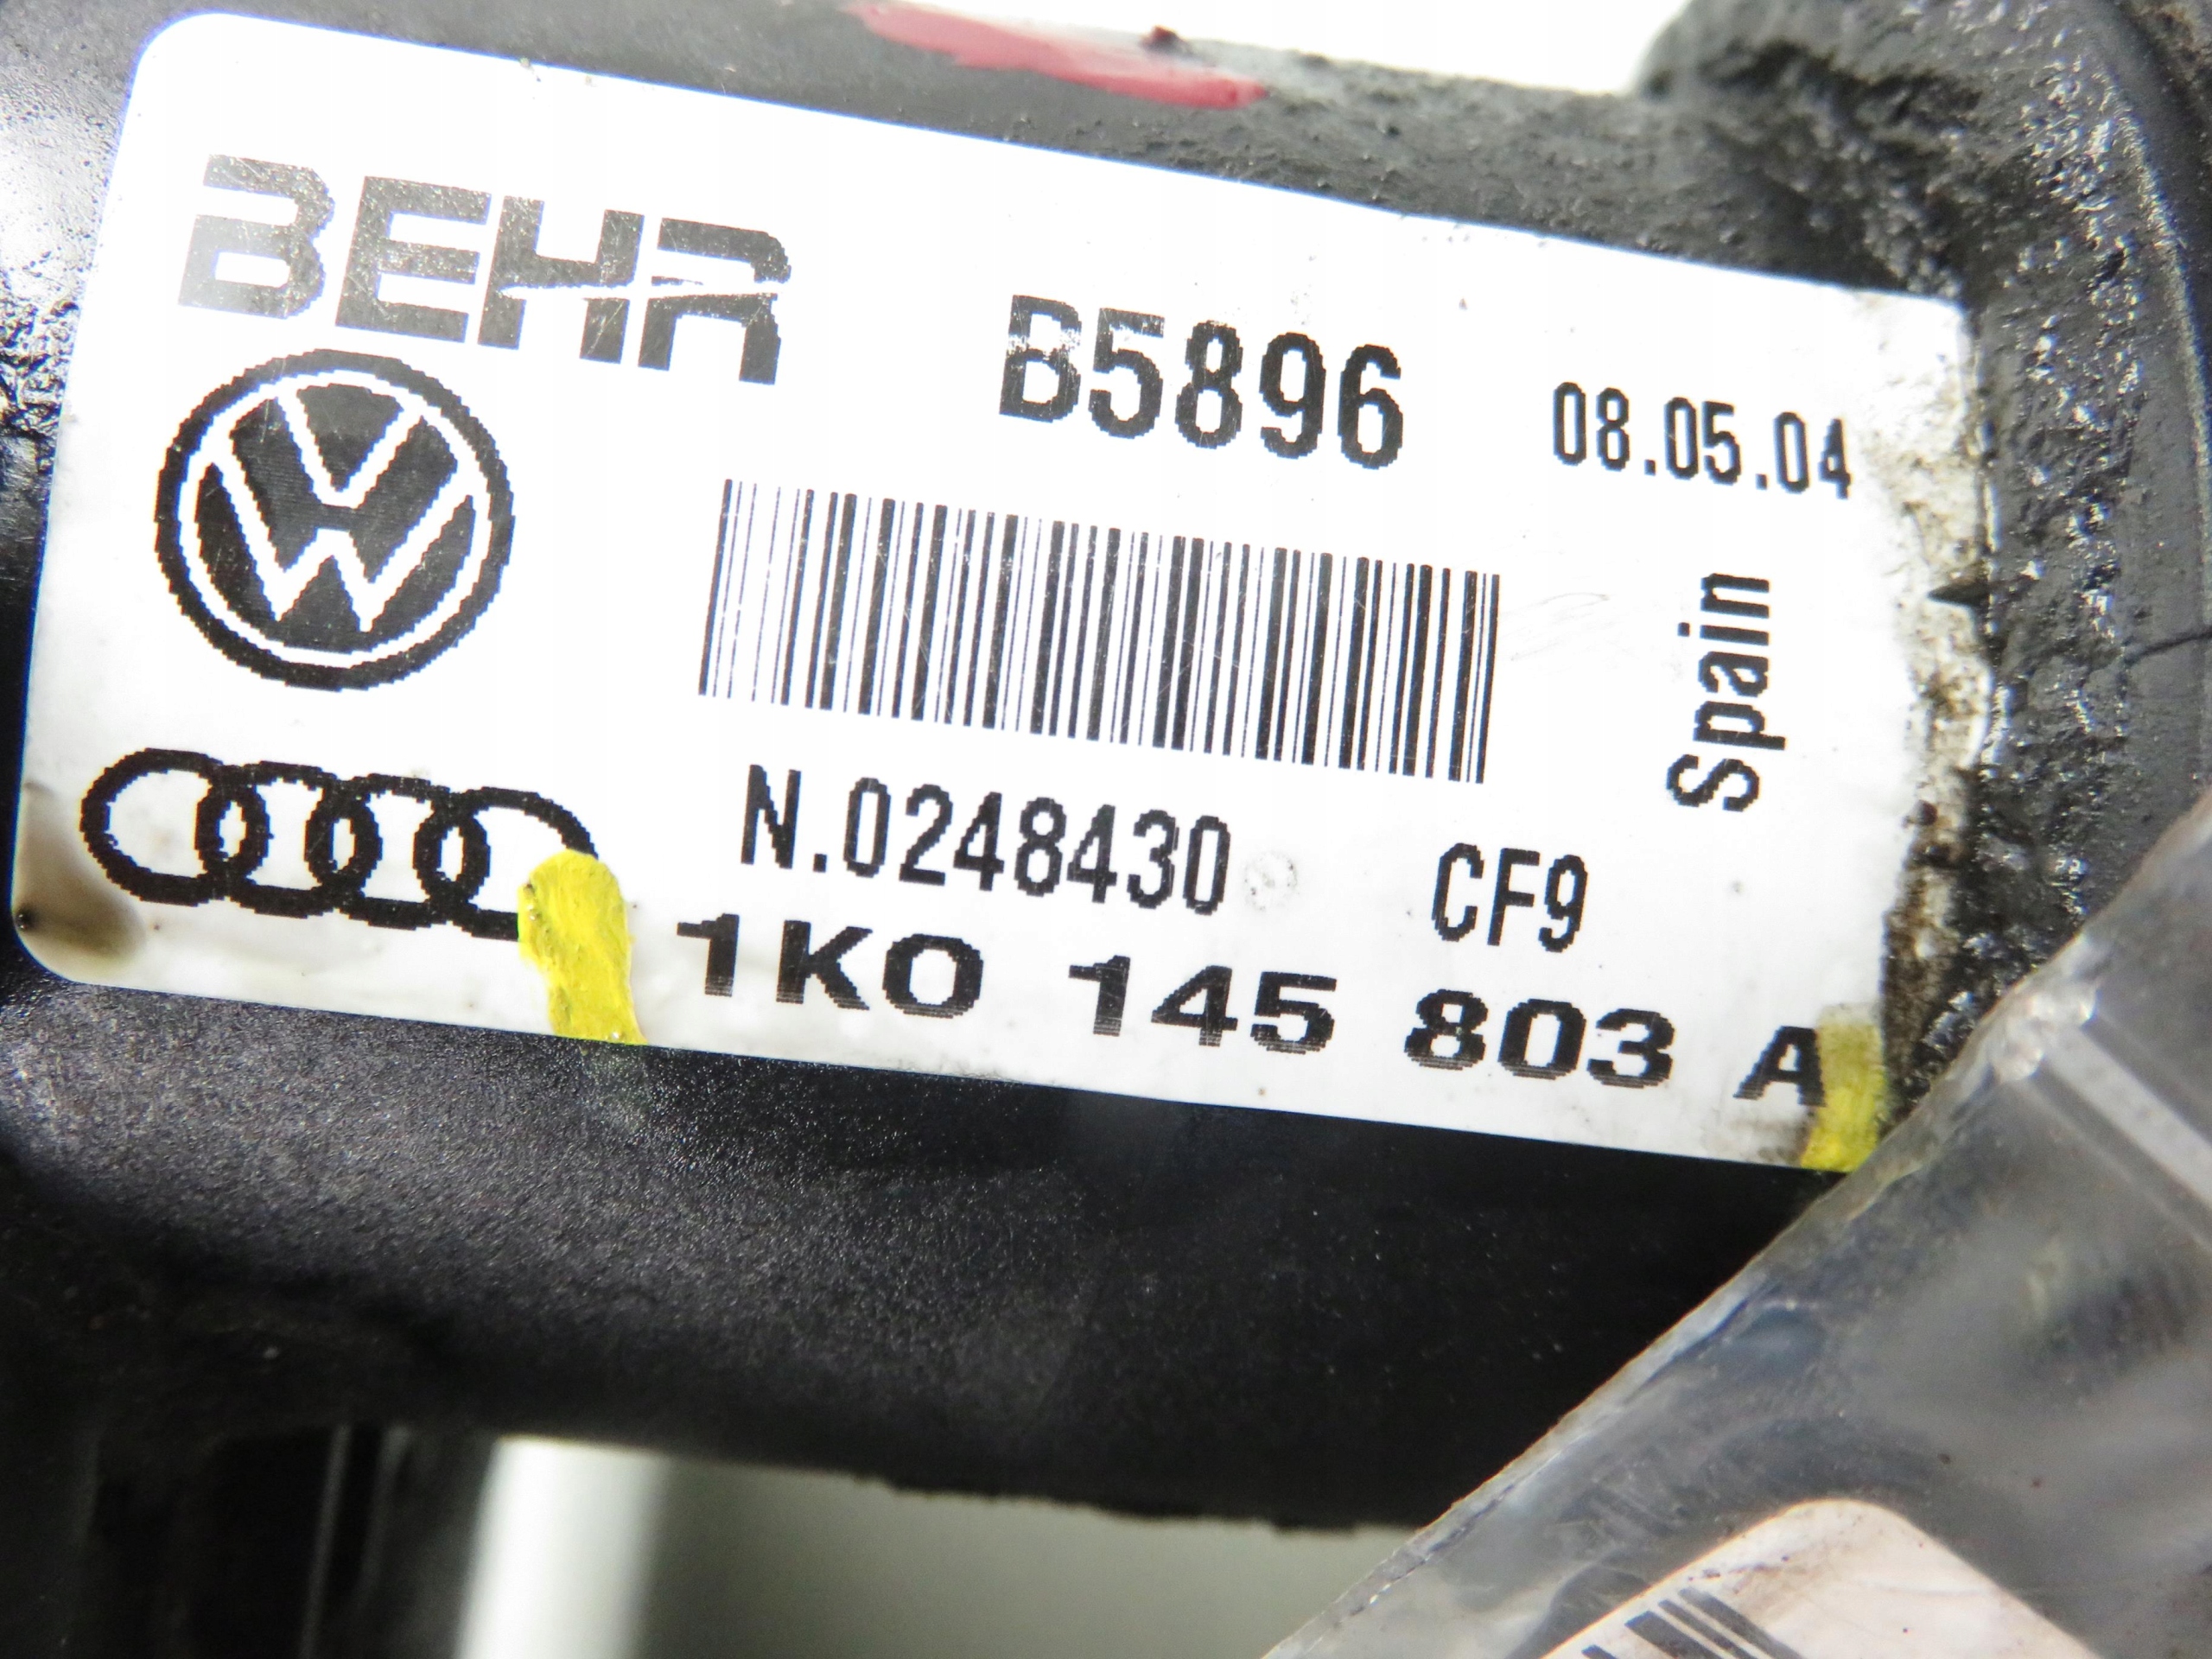 BEHR
B5896 08.05.04
Spain
N.0248430 CF9
1K0 145 803 A